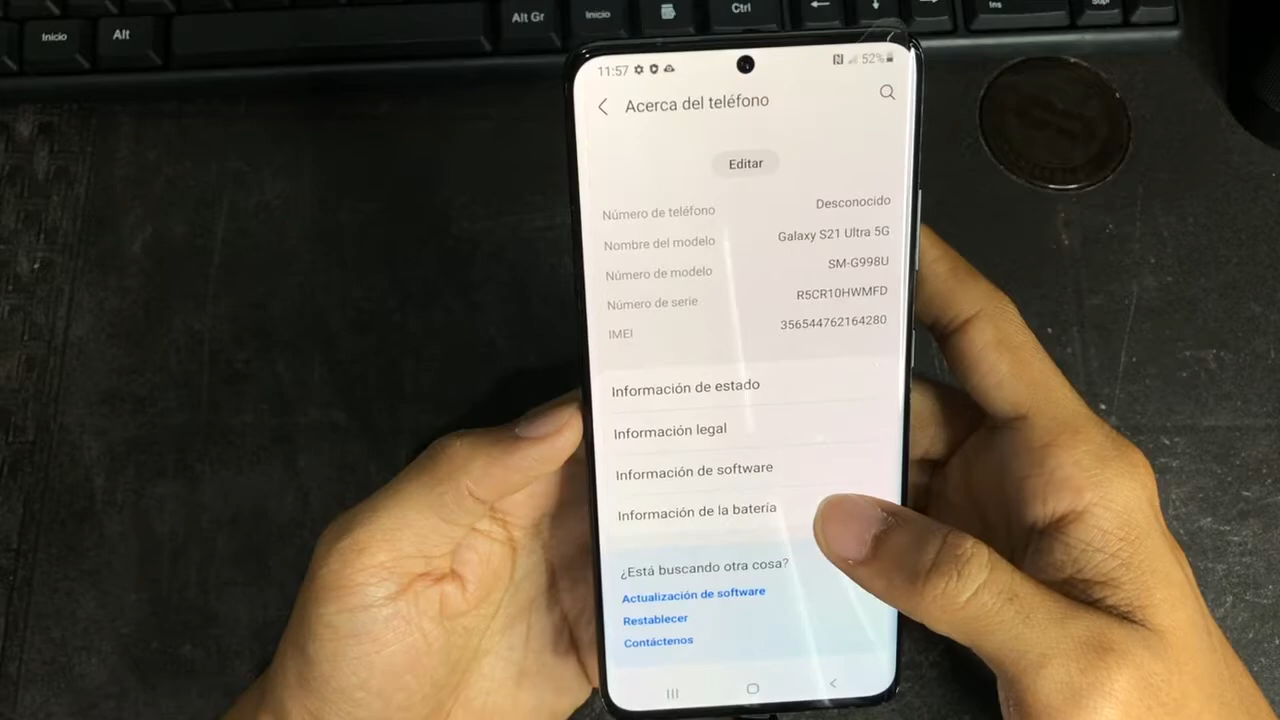 Inicio
Alt
Alt Gr
Inicio
Ctrl
Ins
Supr
11:57
52%
Acerca del teléfono
Editar
Número de teléfono Desconocido
Nombre del modelo Galaxy S21 Ultra 5G
Número de modelo SM-G998U
Número de serie R5CR10HWMFD
IMEI 356544762164280
Información de estado
Información legal
Información de software
Información de la batería
¿Está buscando otra cosa?
Actualización de software
Restablecer
Contáctenos